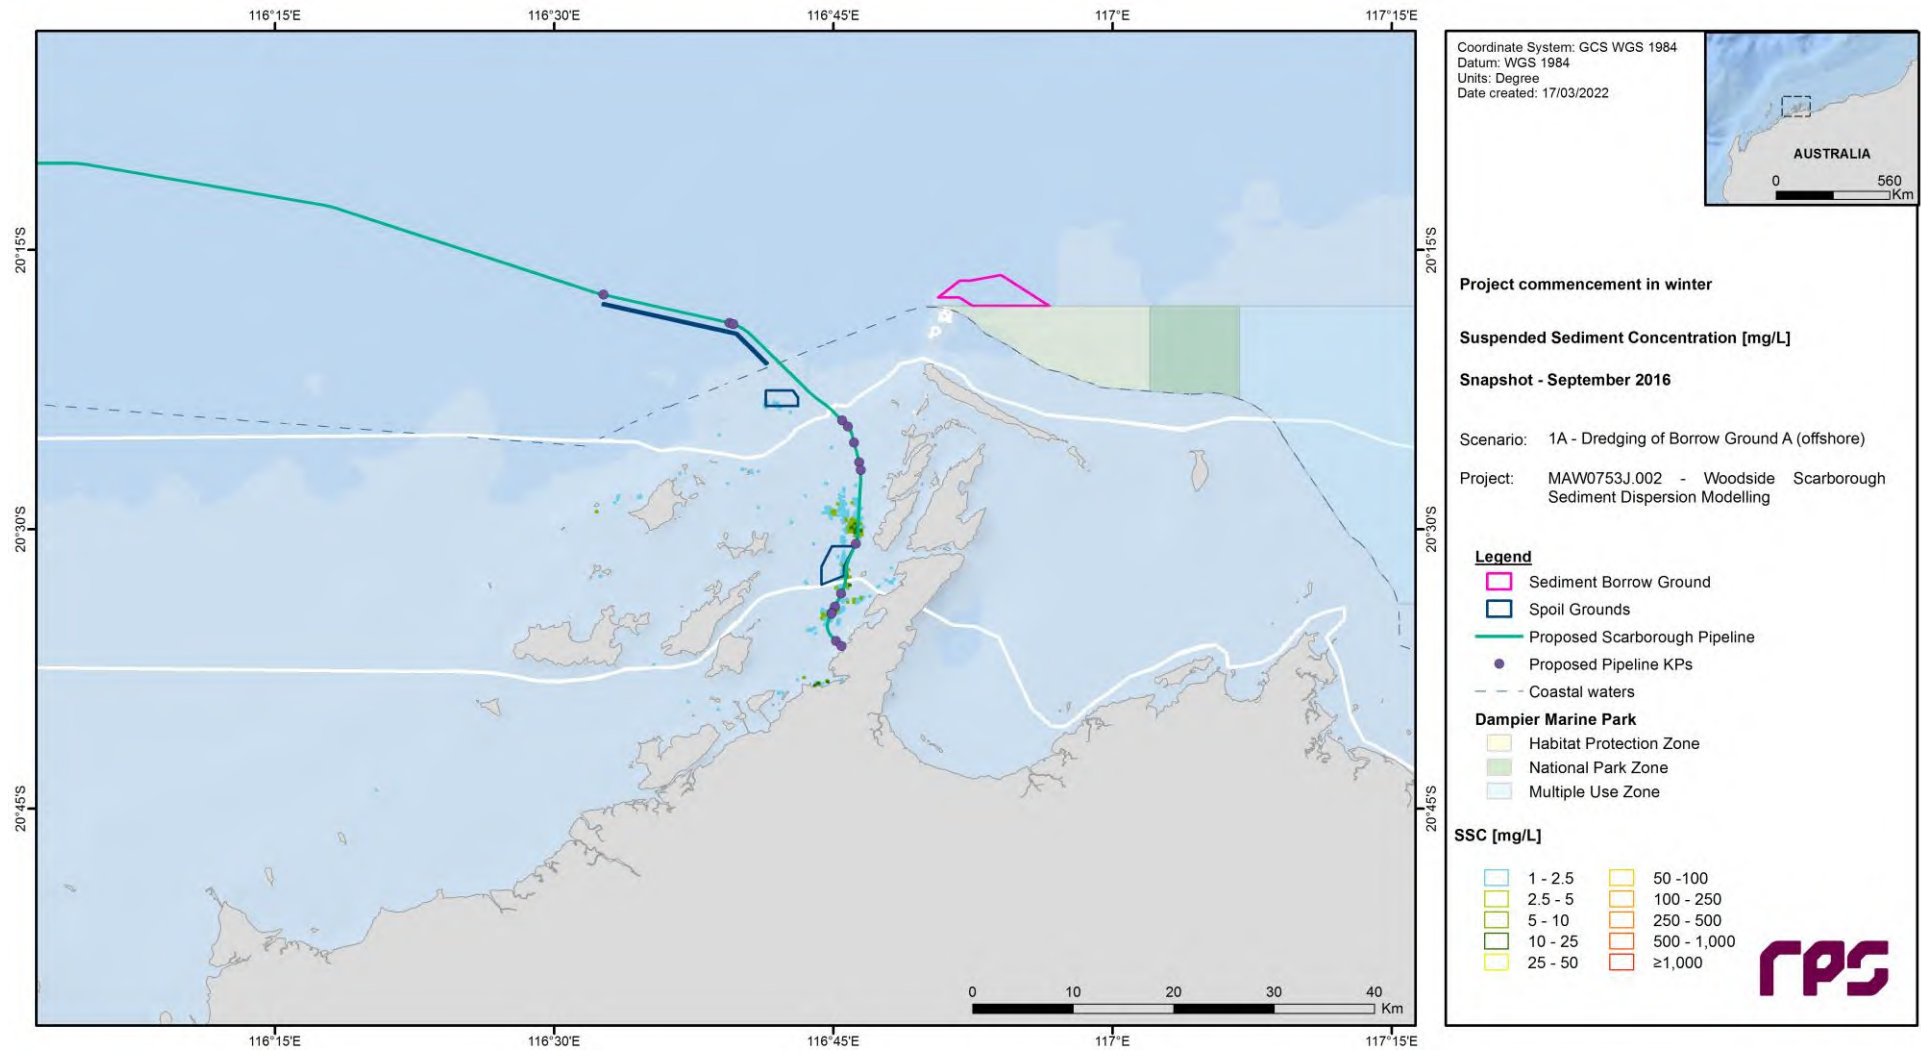 116°15'E 116°30'E 116°45'E 117°E 117°15'E
20°15'S 20°15'S
20°30'S 20°30'S
20°45'S 20°45'S
0 10 20 30 40
Km
116°15'E 116°30'E 116°45'E 117°E 117°15'E
Coordinate System: GCS WGS 1984
Datum: WGS 1984
Units: Degree
Date created: 17/03/2022
AUSTRALIA
0 560
Km
Project commencement in winter
Suspended Sediment Concentration [mg/L]
Snapshot - September 2016
Scenario: 1A - Dredging of Borrow Ground A (offshore)
Project: MAW0753J.002 - Woodside Scarborough
Sediment Dispersion Modelling
Legend
Sediment Borrow Ground
Spoil Grounds
Proposed Scarborough Pipeline
Proposed Pipeline KPs
Coastal waters
Dampier Marine Park
Habitat Protection Zone
National Park Zone
Multiple Use Zone
SSC [mg/L]
1 - 2.5 50 -100
2.5 - 5 100 - 250
5 - 10 250 - 500
10 - 25 500 - 1,000
25 - 50 ≥1,000
rps